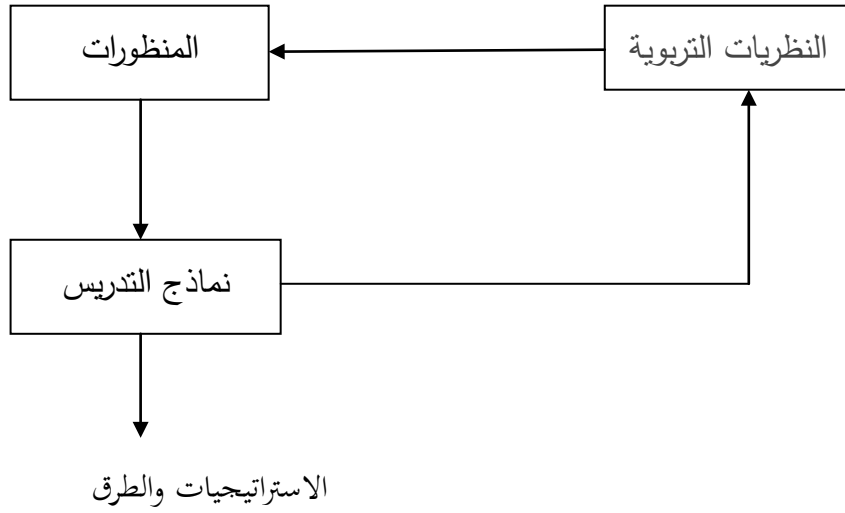 النظريات التربوية
المنظورات
نماذج التدريس
الاستراتيجيات والطرق